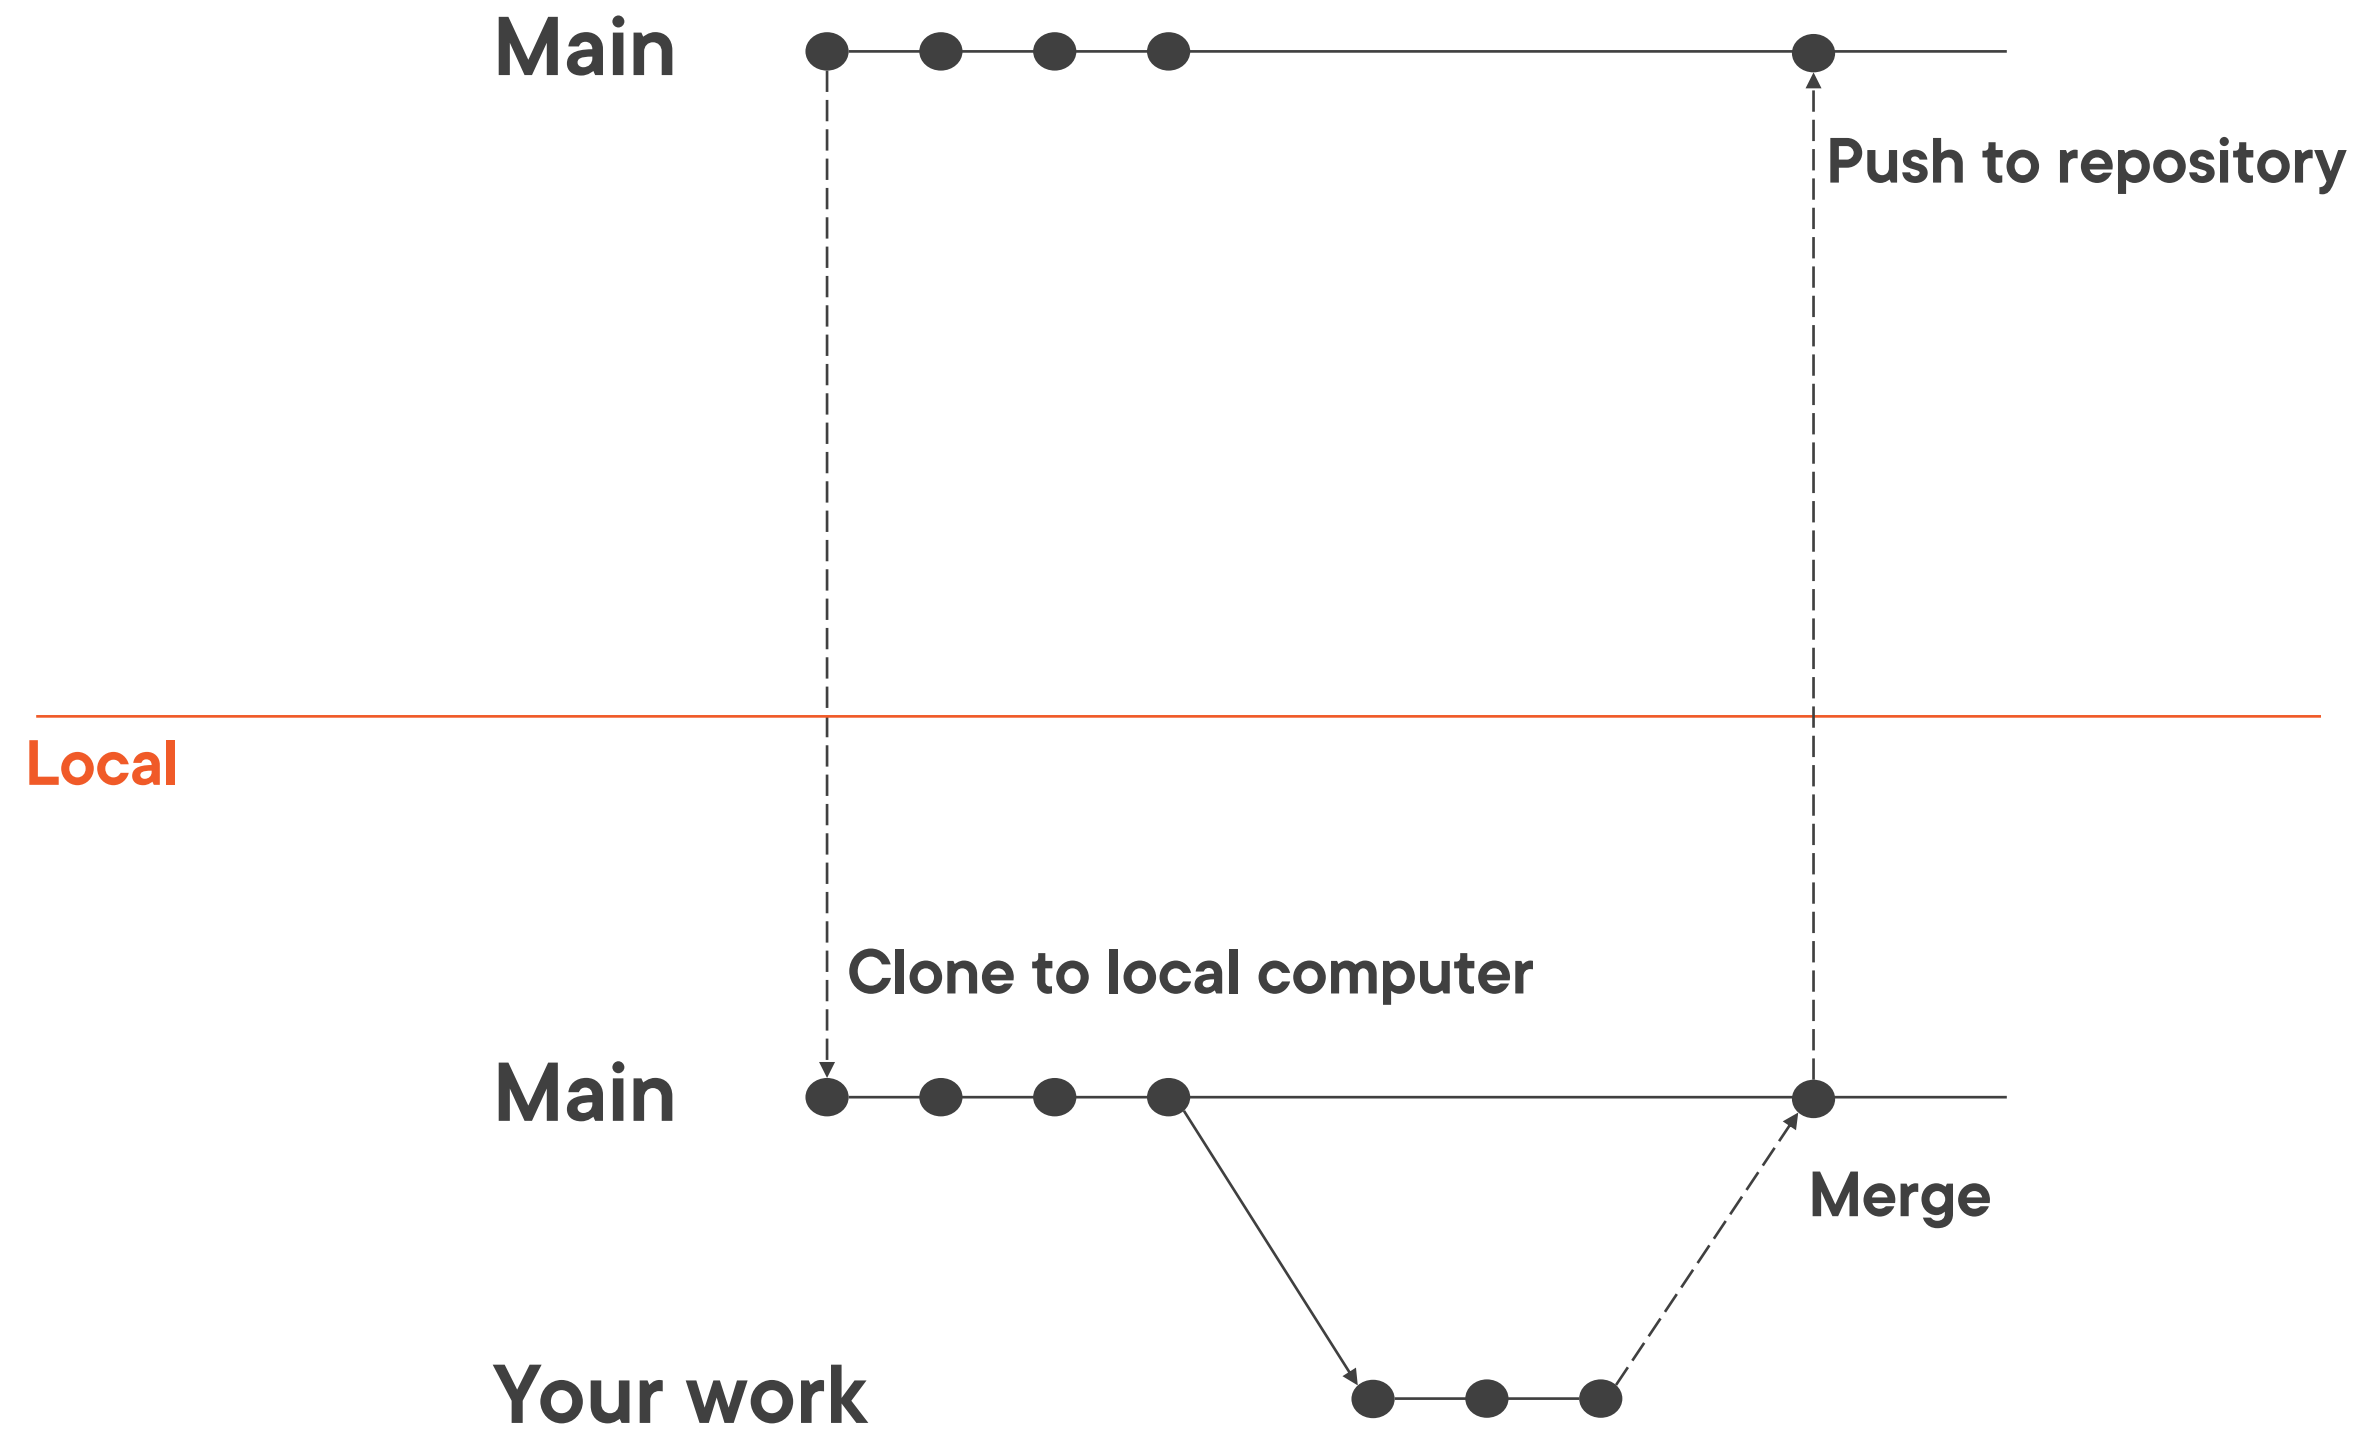 Main
Push to repository
Local
Clone to local computer
Main
Merge
Your work